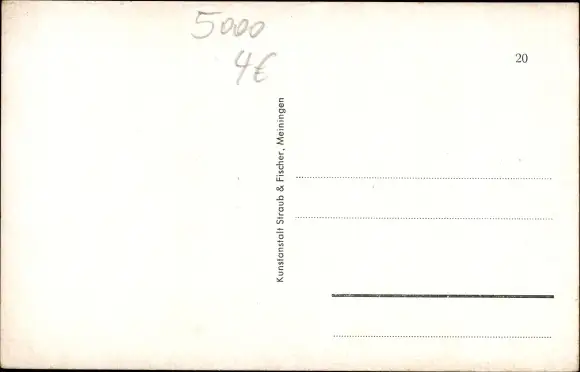 5000
4€
20
Kunstanstalt Straub & Fischer, Meiningen